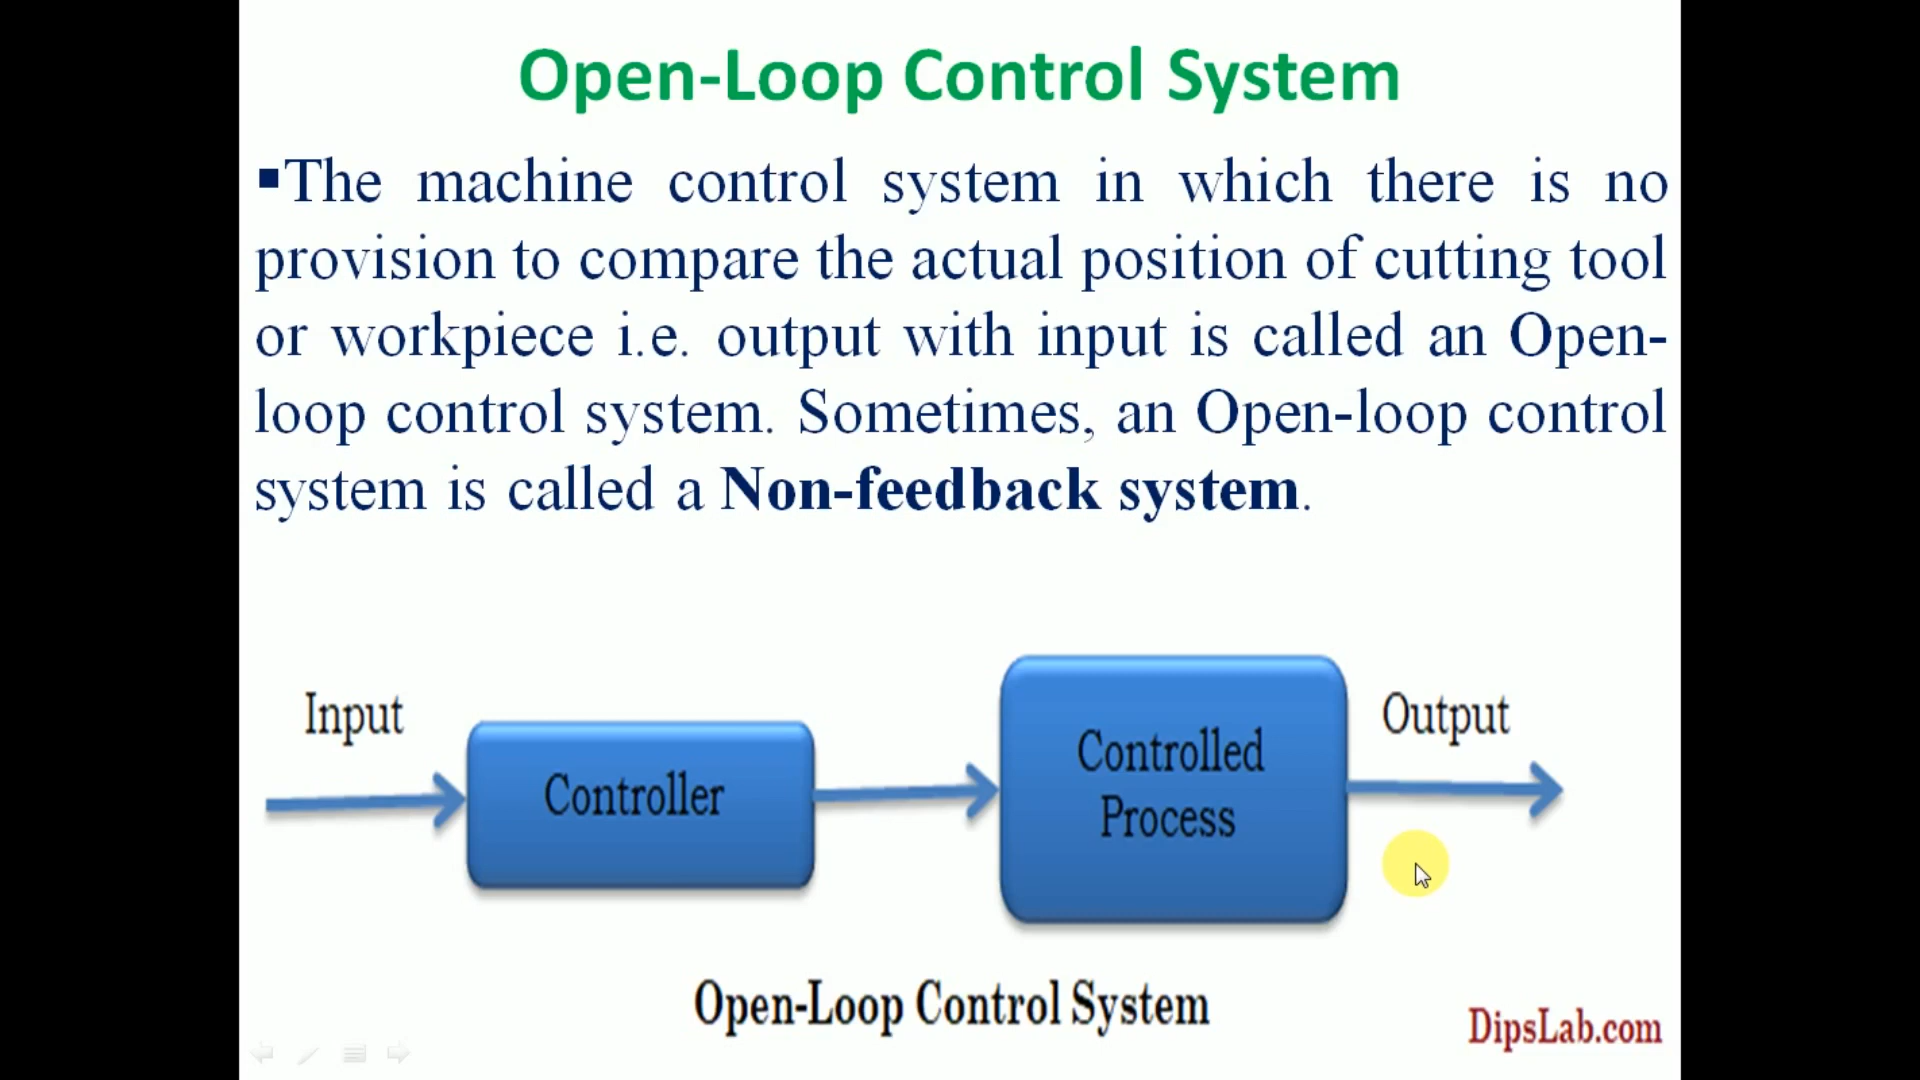 Open-Loop Control System
▪The machine control system in which there is no
provision to compare the actual position of cutting tool
or workpiece i.e. output with input is called an Open-
loop control system. Sometimes, an Open-loop control
system is called a Non-feedback system.
Input
Controller
Controlled
Process
Output
Open-Loop Control System
DipsLab.com